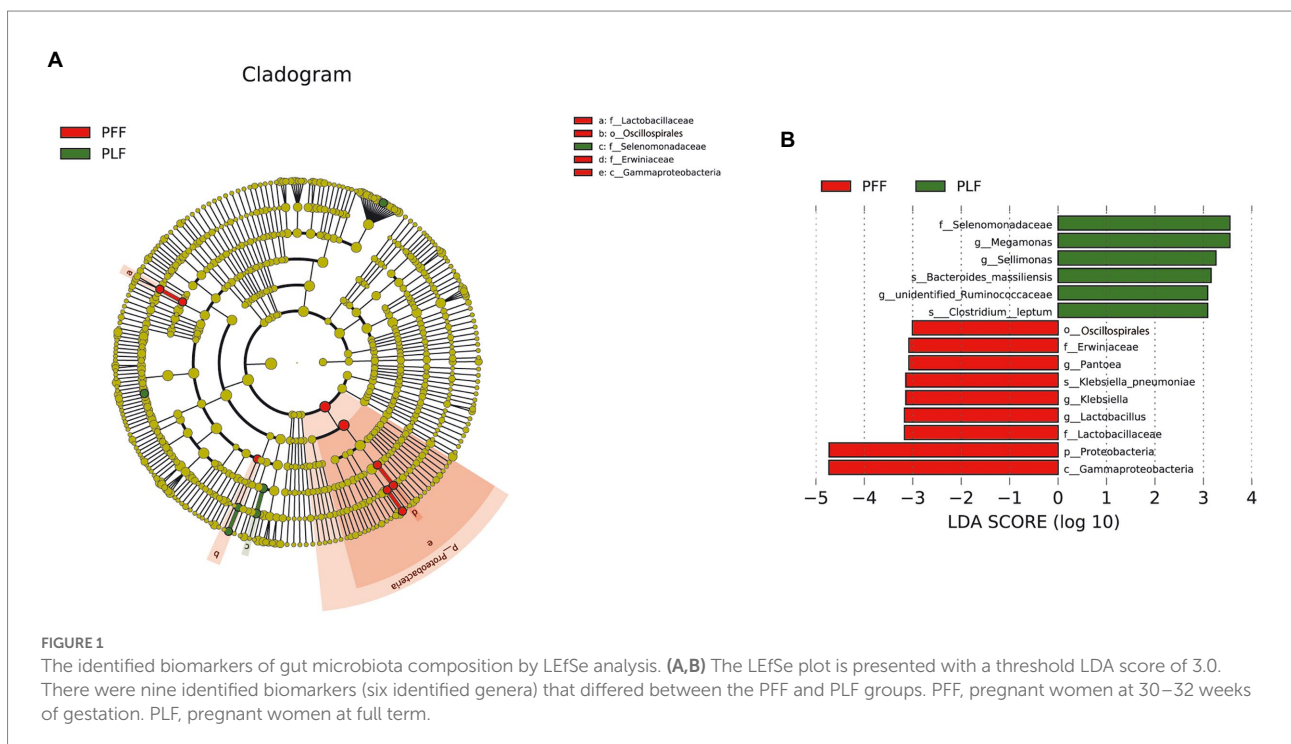 A
Cladogram
PFF
PLF
a: f__Lactobacillaceae
b: o__Oscillospirales
c: f__Selenomonadaceae
d: f__Erwiniaceae
e: c__Gammaproteobacteria
e
b
c
d
e
p__Proteobacteria
B
PFF
PLF
f__Selenomonadaceae
g__Megamonas
g__Sellimonas
s__Bacteroides_massiliensis
g__unidentified_Ruminococcaceae
s___Clostridium__leptum
o__Oscillospirales
f__Erwiniaceae
g__Pantoea
s__Klebsiella_pneumoniae
g__Klebsiella
g__Lactobacillus
f__Lactobacillaceae
p__Proteobacteria
c__Gammaproteobacteria
−5 −4 −3 −2 −1 0 1 2 3 4
LDA SCORE (log 10)
FIGURE 1
The identified biomarkers of gut microbiota composition by LEfSe analysis. (A,B) The LEfSe plot is presented with a threshold LDA score of 3.0.
There were nine identified biomarkers (six identified genera) that differed between the PFF and PLF groups. PFF, pregnant women at 30–32 weeks
of gestation. PLF, pregnant women at full term.